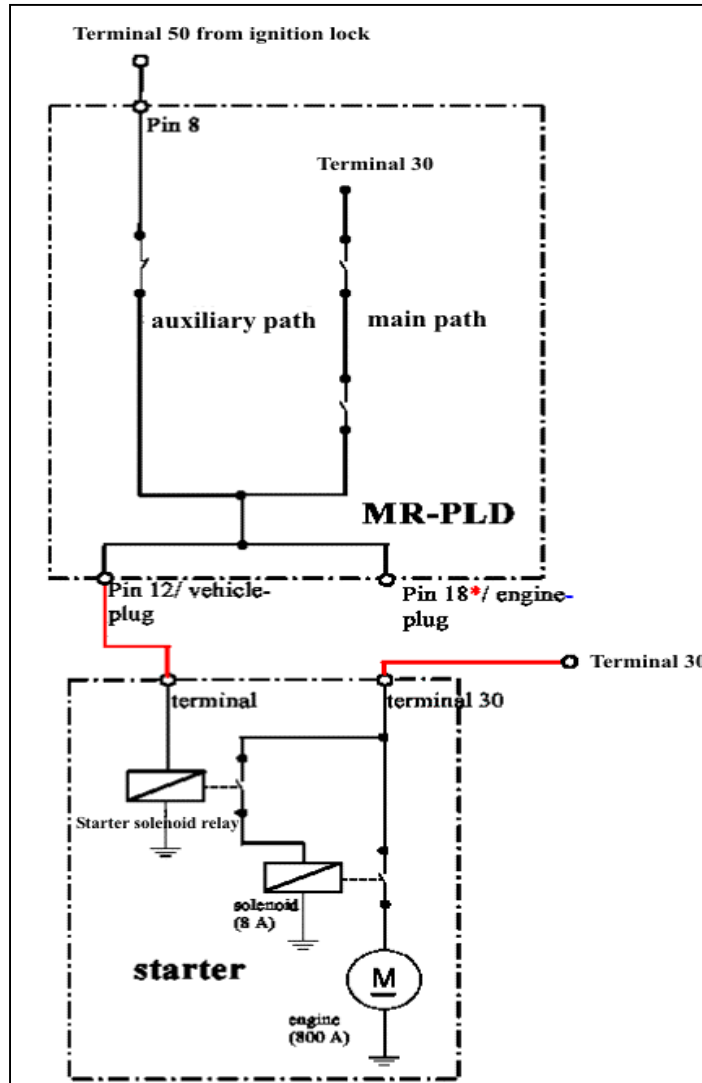 Terminal 50 from ignition lock
Pin 8
Terminal 30
auxiliary path
main path
MR-PLD
Pin 12/ vehicle-
plug
Pin 18*/ engine-
plug
Terminal 30
terminal
terminal 30
Starter solenoid relay
solenoid
(8 A)
starter
M
engine
(800 A)